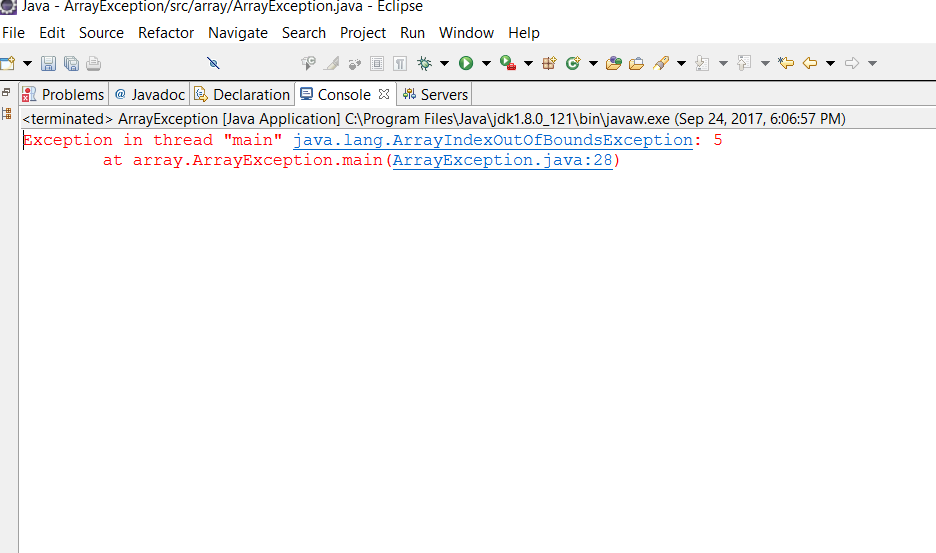 Java - ArrayException/src/array/ArrayException.java - Eclipse
File Edit Source Refactor Navigate Search Project Run Window Help
Problems @ Javadoc Declaration Console Servers
<terminated> ArrayException [Java Application] C:\Program Files\Java\jdk1.8.0_121\bin\javaw.exe (Sep 24, 2017, 6:06:57 PM)
Exception in thread "main" java.lang.ArrayIndexOutOfBoundsException: 5
at array.ArrayException.main(ArrayException.java:28)